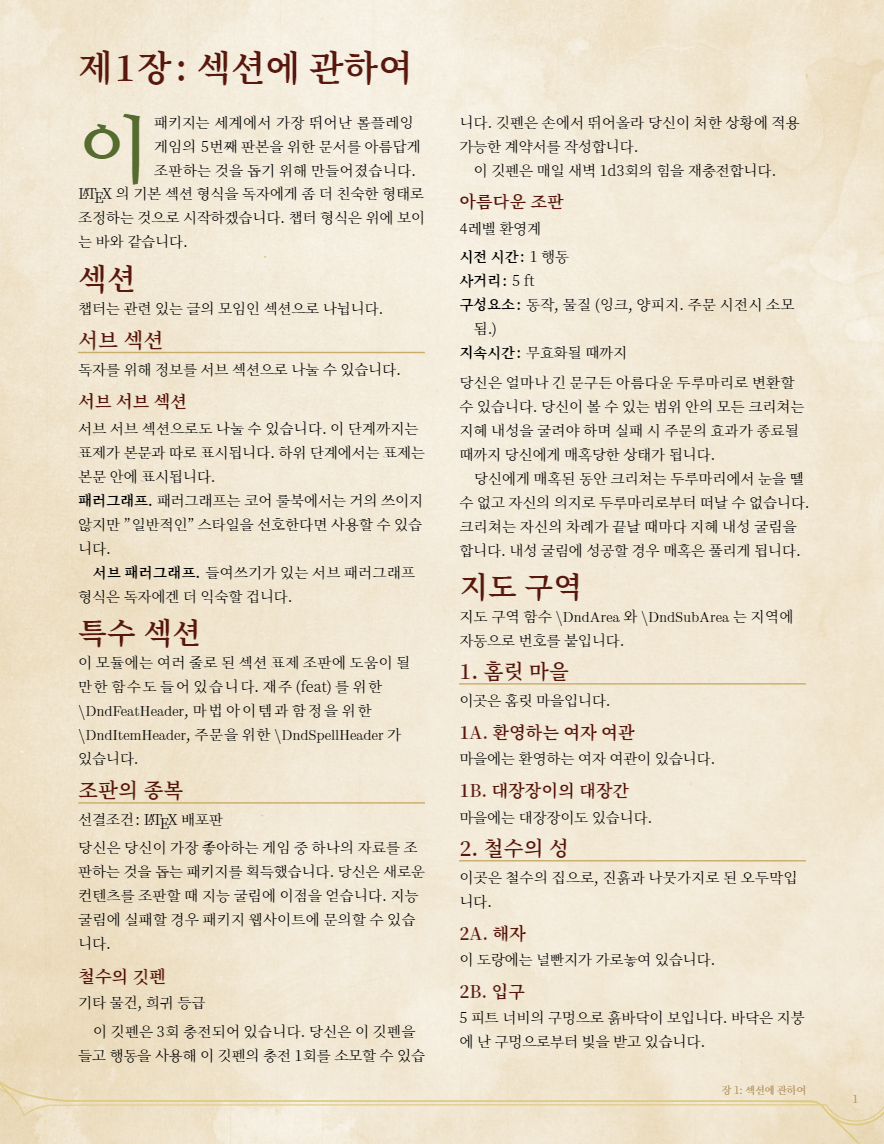 제1장: 섹션에 관하여
이 패키지는 세계에서 가장 뛰어난 롤플레잉
게임의 5번째 판본을 위한 문서를 아름답게
조판하는 것을 돕기 위해 만들어졌습니다.
LATEX 의 기본 섹션 형식을 독자에게 좀 더 친숙한 형태로
조정하는 것으로 시작하겠습니다. 챕터 형식은 위에 보이
는 바와 같습니다.
섹션
챕터는 관련 있는 글의 모임인 섹션으로 나뉩니다.
서브 섹션
독자를 위해 정보를 서브 섹션으로 나눌 수 있습니다.
서브 서브 섹션
서브 서브 섹션으로도 나눌 수 있습니다. 이 단계까지는
표제가 본문과 따로 표시됩니다. 하위 단계에서는 표제는
본문 안에 표시됩니다.
패러그래프. 패러그래프는 코어 룰북에서는 거의 쓰이지
않지만 ”일반적인” 스타일을 선호한다면 사용할 수 있습
니다.
서브 패러그래프. 들여쓰기가 있는 서브 패러그래프
형식은 독자에겐 더 익숙할 겁니다.
특수 섹션
이 모듈에는 여러 줄로 된 섹션 표제 조판에 도움이 될
만한 함수도 들어 있습니다. 재주 (feat) 를 위한
\DndFeatHeader, 마법 아이템과 함정을 위한
\DndItemHeader, 주문을 위한 \DndSpellHeader 가
있습니다.
조판의 종복
선결조건: LATEX 배포판
당신은 당신이 가장 좋아하는 게임 중 하나의 자료를 조
판하는 것을 돕는 패키지를 획득했습니다. 당신은 새로운
컨텐츠를 조판할 때 지능 굴림에 이점을 얻습니다. 지능
굴림에 실패할 경우 패키지 웹사이트에 문의할 수 있습
니다.
철수의 깃펜
기타 물건, 희귀 등급
이 깃펜은 3회 충전되어 있습니다. 당신은 이 깃펜을
들고 행동을 사용해 이 깃펜의 충전 1회를 소모할 수 있습
니다. 깃펜은 손에서 뛰어올라 당신이 처한 상황에 적용
가능한 계약서를 작성합니다.
이 깃펜은 매일 새벽 1d3회의 힘을 재충전합니다.
아름다운 조판
4레벨 환영계
시전 시간: 1 행동
사거리: 5 ft
구성요소: 동작, 물질 (잉크, 양피지. 주문 시전시 소모
됨.)
지속시간: 무효화될 때까지
당신은 얼마나 긴 문구든 아름다운 두루마리로 변환할
수 있습니다. 당신이 볼 수 있는 범위 안의 모든 크리쳐는
지혜 내성을 굴려야 하며 실패 시 주문의 효과가 종료될
때까지 당신에게 매혹당한 상태가 됩니다.
당신에게 매혹된 동안 크리쳐는 두루마리에서 눈을 뗄
수 없고 자신의 의지로 두루마리로부터 떠날 수 없습니다.
크리쳐는 자신의 차례가 끝날 때마다 지혜 내성 굴림을
합니다. 내성 굴림에 성공할 경우 매혹은 풀리게 됩니다.
지도 구역
지도 구역 함수 \DndArea 와 \DndSubArea 는 지역에
자동으로 번호를 붙입니다.
1. 홈릿 마을
이곳은 홈릿 마을입니다.
1A. 환영하는 여자 여관
마을에는 환영하는 여자 여관이 있습니다.
1B. 대장장이의 대장간
마을에는 대장장이도 있습니다.
2. 철수의 성
이곳은 철수의 집으로, 진흙과 나뭇가지로 된 오두막입
니다.
2A. 해자
이 도랑에는 널빤지가 가로놓여 있습니다.
2B. 입구
5 피트 너비의 구멍으로 흙바닥이 보입니다. 바닥은 지붕
에 난 구멍으로부터 빛을 받고 있습니다.
장 1: 섹션에 관하여
1